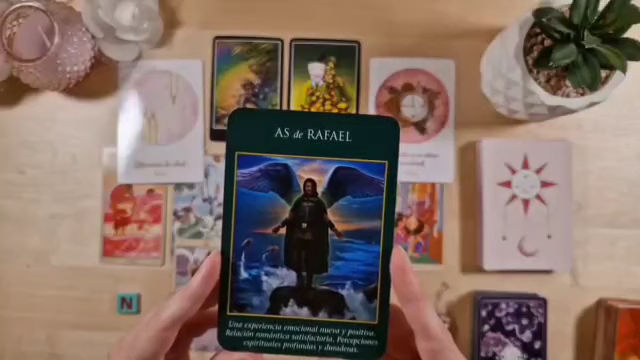 AS de RAFAEL
Una experiencia emocional nueva y positiva.
Relación romántica satisfactoria. Percepciones
espirituales profundas y duraderas.
N